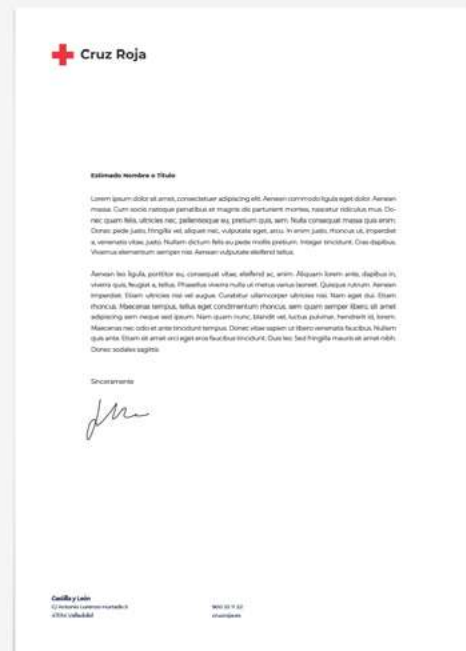 Cruz Roja
Estimado Nombre o Título
Lorem ipsum dolor sit amet, consectetuer adipiscing elit. Aenean commodo ligula eget dolor. Aenean
massa. Cum sociis natoque penatibus et magnis dis parturient montes, nascetur ridiculus mus. Do-
nec quam felis, ultricies nec, pellentesque eu, pretium quis, sem. Nulla consequat massa quis enim.
Donec pede justo, fringilla vel, aliquet nec, vulputate eget, arcu. In enim justo, rhoncus ut, imperdiet
a, venenatis vitae, justo. Nullam dictum felis eu pede mollis pretium. Integer tincidunt. Cras dapibus.
Vivamus elementum semper nisi. Aenean vulputate eleifend tellus.
Aenean leo ligula, porttitor eu, consequat vitae, eleifend ac, enim. Aliquam lorem ante, dapibus in,
viverra quis, feugiat a, tellus. Phasellus viverra nulla ut metus varius laoreet. Quisque rutrum. Aenean
imperdiet. Etiam ultricies nisi vel augue. Curabitur ullamcorper ultricies nisi. Nam eget dui. Etiam
rhoncus. Maecenas tempus, tellus eget condimentum rhoncus, sem quam semper libero, sit amet
adipiscing sem neque sed ipsum. Nam quam nunc, blandit vel, luctus pulvinar, hendrerit id, lorem.
Maecenas nec odio et ante tincidunt tempus. Donec vitae sapien ut libero venenatis faucibus. Nullam
quis ante. Etiam sit amet orci eget eros faucibus tincidunt. Duis leo. Sed fringilla mauris sit amet nibh.
Donec sodales sagittis
Sinceramente
Castilla y León
C/ Antonio Lorenzo Hurtado 6
Valladolid
900 22 11 22
cruzroja.es